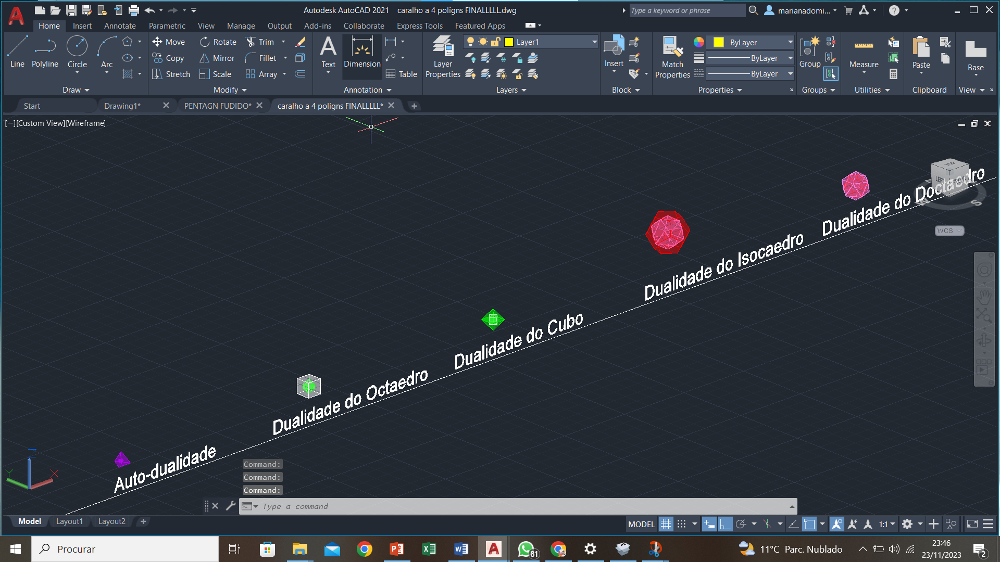 Autodesk AutoCAD 2021 caralho a 4 poligns FINALLLLL.dwg
Type a keyword or phrase
marianadomi...
Home Insert Annotate Parametric View Manage Output Add-ins Collaborate Express Tools Featured Apps
Line Polyline Circle Arc
Move Rotate Trim
Copy Mirror Fillet
Stretch Scale Array
Text Dimension Table
Layer Properties
Layer1
Insert
Match Properties
ByLayer
ByLayer
ByLayer
Group
Measure
Paste
Base
Draw Modify Annotation Layers Block Properties Groups Utilities Clipboard View
Start Drawing1* PENTAGN FUDIDO* caralho a 4 poligns FINALLLLL*
[−][Custom View][Wireframe]
TOP
LEFT
S
WCS
Dualidade do Doctaedro
Dualidade do Isocaedro
Dualidade do Cubo
Dualidade do Octaedro
Auto-dualidade
Z
Y
X
Command:
Command:
Command:
Type a command
Model Layout1 Layout2
MODEL 1:1
Procurar
81
11°C Parc. Nublado
23:46
23/11/2023
2